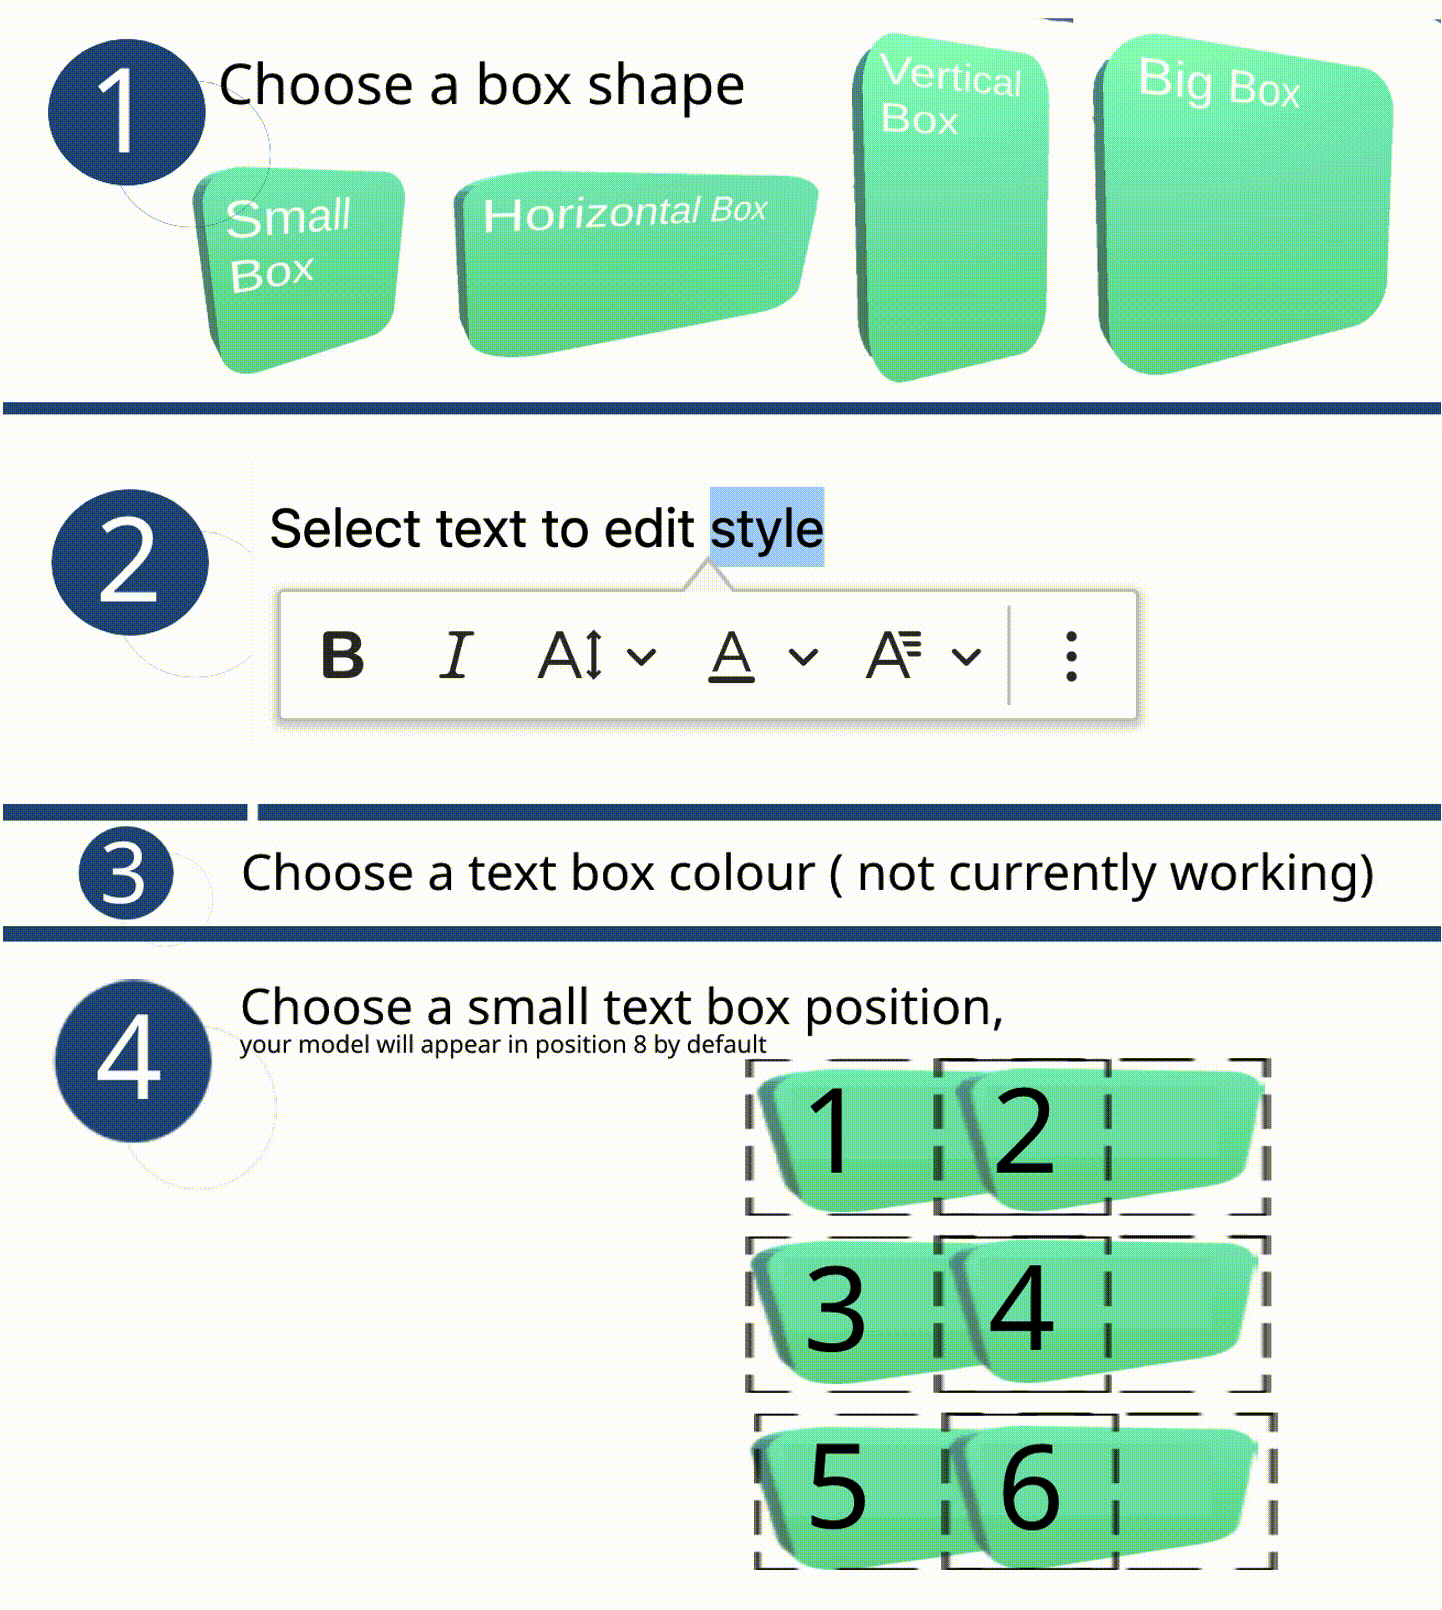 1
Choose a box shape
Small
Box
Horizontal Box
Vertical
Box
Big Box
2
Select text to edit style
B I A A A
3
Choose a text box colour ( not currently working)
4
Choose a small text box position,
your model will appear in position 8 by default
1 2
3 4
5 6